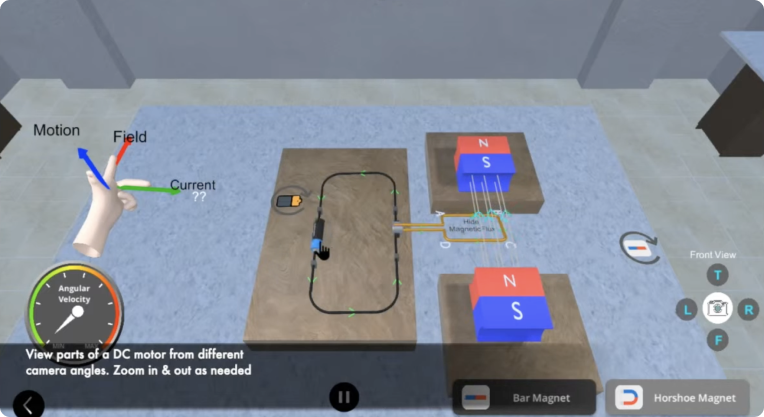 Motion
Field
Current
??
N
S
Hide
Magnetic Flux
D
C
N
S
Front View
T
L
R
F
Angular
Velocity
View parts of a DC motor from different
camera angles. Zoom in & out as needed
Bar Magnet
Horshoe Magnet